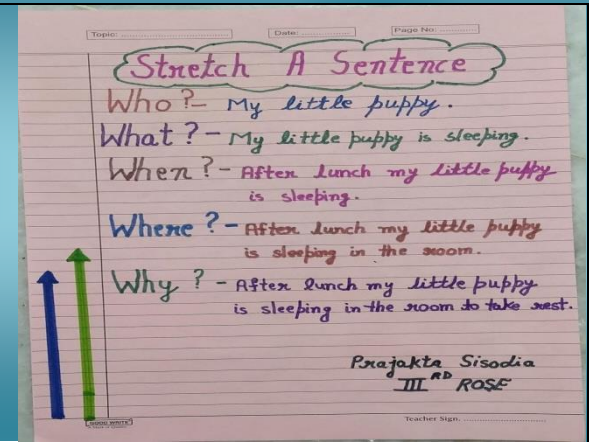 Topic: Date: Page No:
Stretch A Sentence
Who ? - My little puppy.
What ? - My little puppy is sleeping.
When ? - After lunch my little puppy
is sleeping.
Where ? - After lunch my little puppy
is sleeping in the room.
Why ? - After lunch my little puppy
is sleeping in the room to take rest.
Prajakta Sisodia
III RD ROSE
GOOD WRITE
Teacher Sign.